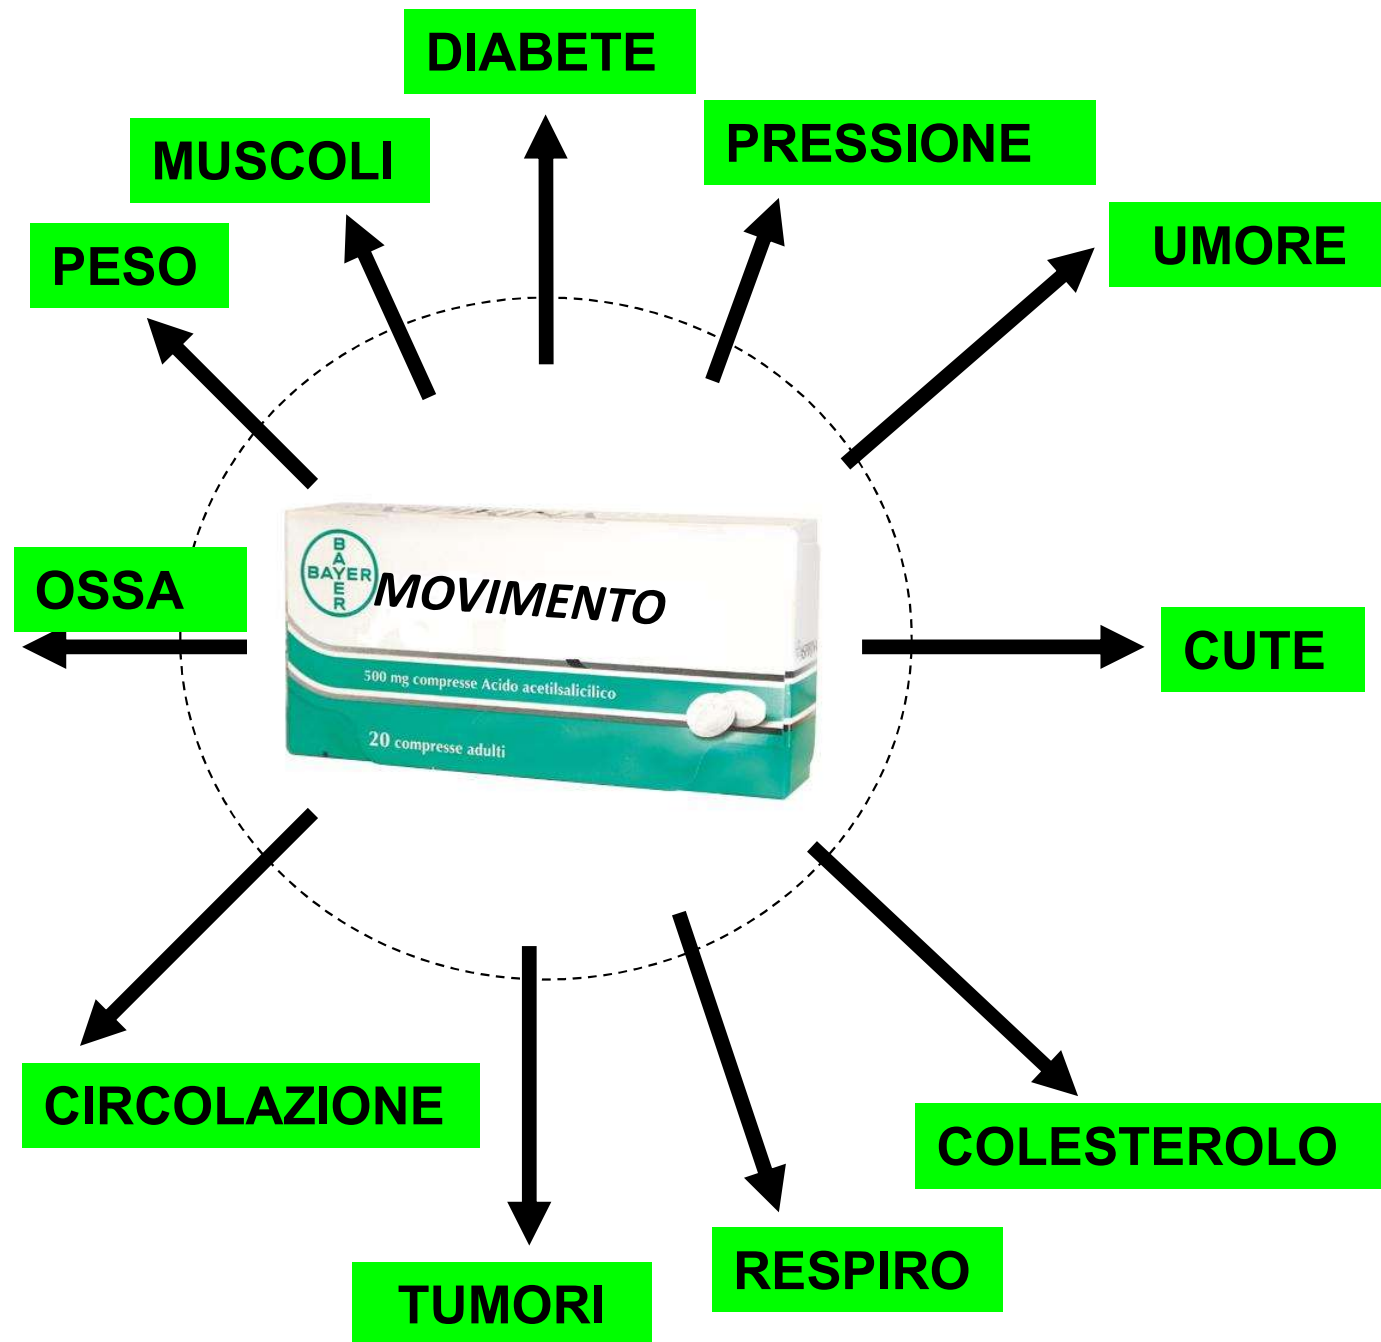 DIABETE
PRESSIONE
MUSCOLI
UMORE
PESO
BAYER
BAYER
MOVIMENTO
OSSA
CUTE
500 mg compresse Acido acetilsalicilico
20 compresse adulti
CIRCOLAZIONE
COLESTEROLO
RESPIRO
TUMORI